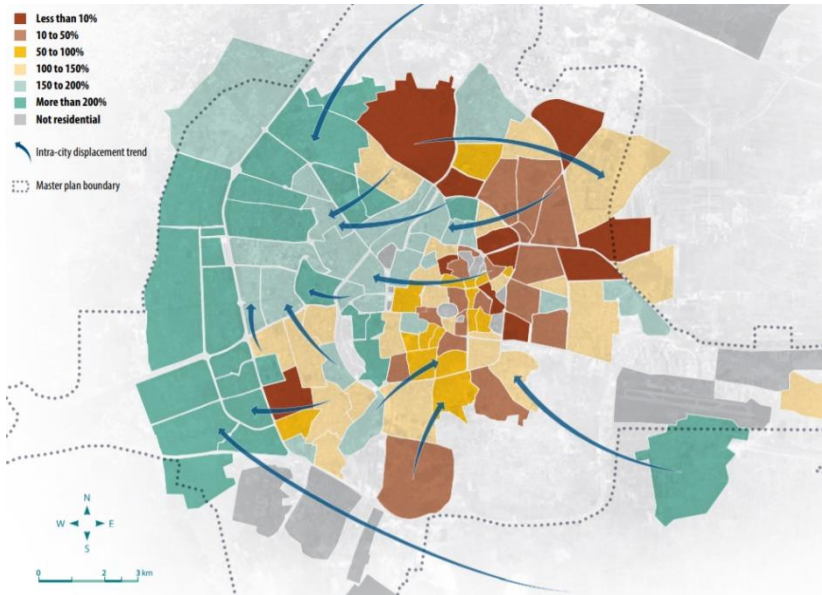 Less than 10%
10 to 50%
50 to 100%
100 to 150%
150 to 200%
More than 200%
Not residential
Intra-city displacement trend
Master plan boundary
N
W E
S
0 2 3 km